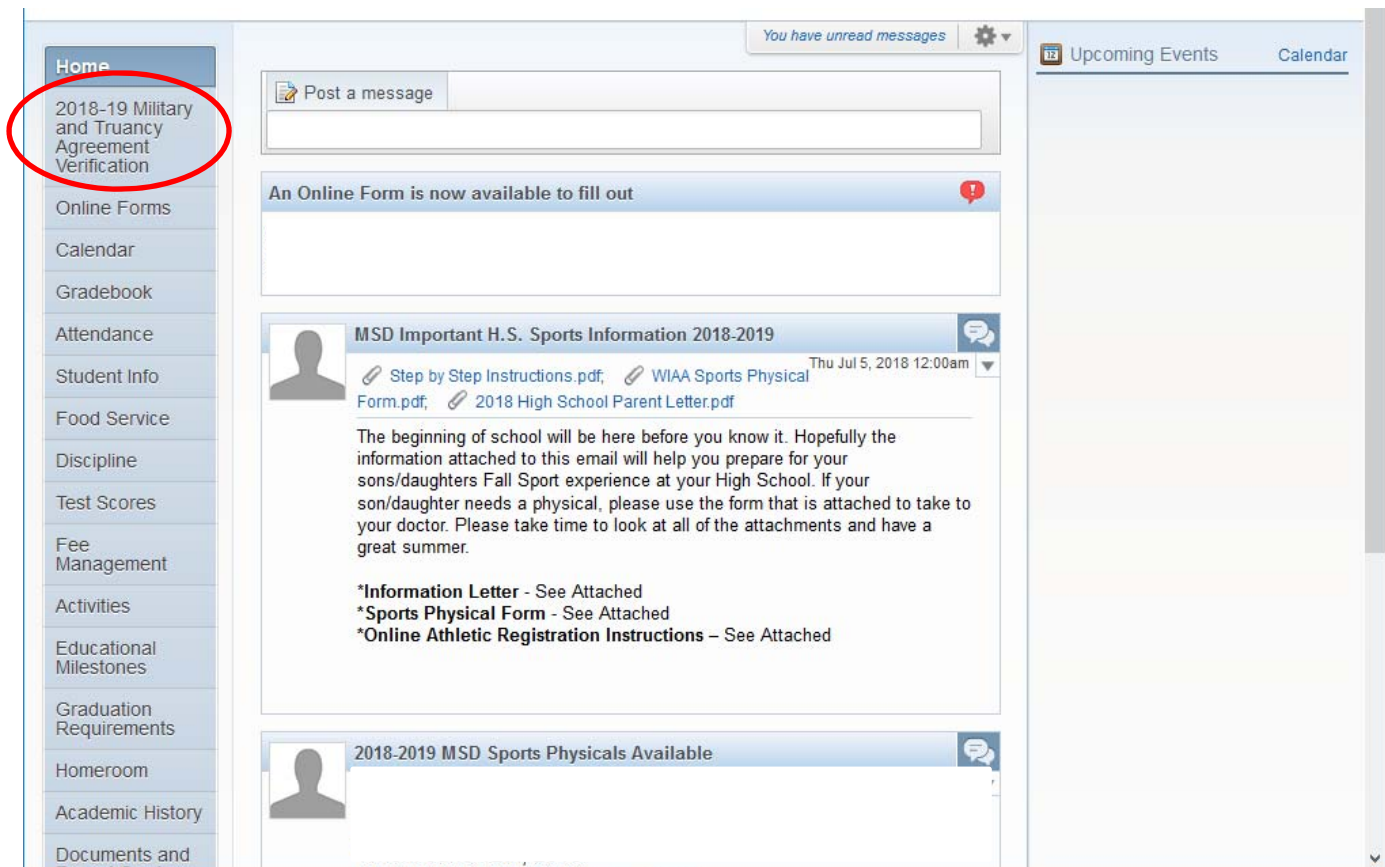 You have unread messages
Home
2018-19 Military
and Truancy
Agreement
Verification
Online Forms
Calendar
Gradebook
Attendance
Student Info
Food Service
Discipline
Test Scores
Fee
Management
Activities
Educational
Milestones
Graduation
Requirements
Homeroom
Academic History
Documents and
Post a message
An Online Form is now available to fill out
MSD Important H.S. Sports Information 2018-2019
Thu Jul 5, 2018 12:00am
Step by Step Instructions.pdf; WIAA Sports Physical
Form.pdf; 2018 High School Parent Letter.pdf
The beginning of school will be here before you know it. Hopefully the
information attached to this email will help you prepare for your
sons/daughters Fall Sport experience at your High School. If your
son/daughter needs a physical, please use the form that is attached to take to
your doctor. Please take time to look at all of the attachments and have a
great summer.
*Information Letter - See Attached
*Sports Physical Form - See Attached
*Online Athletic Registration Instructions – See Attached
2018-2019 MSD Sports Physicals Available
12
Upcoming Events
Calendar